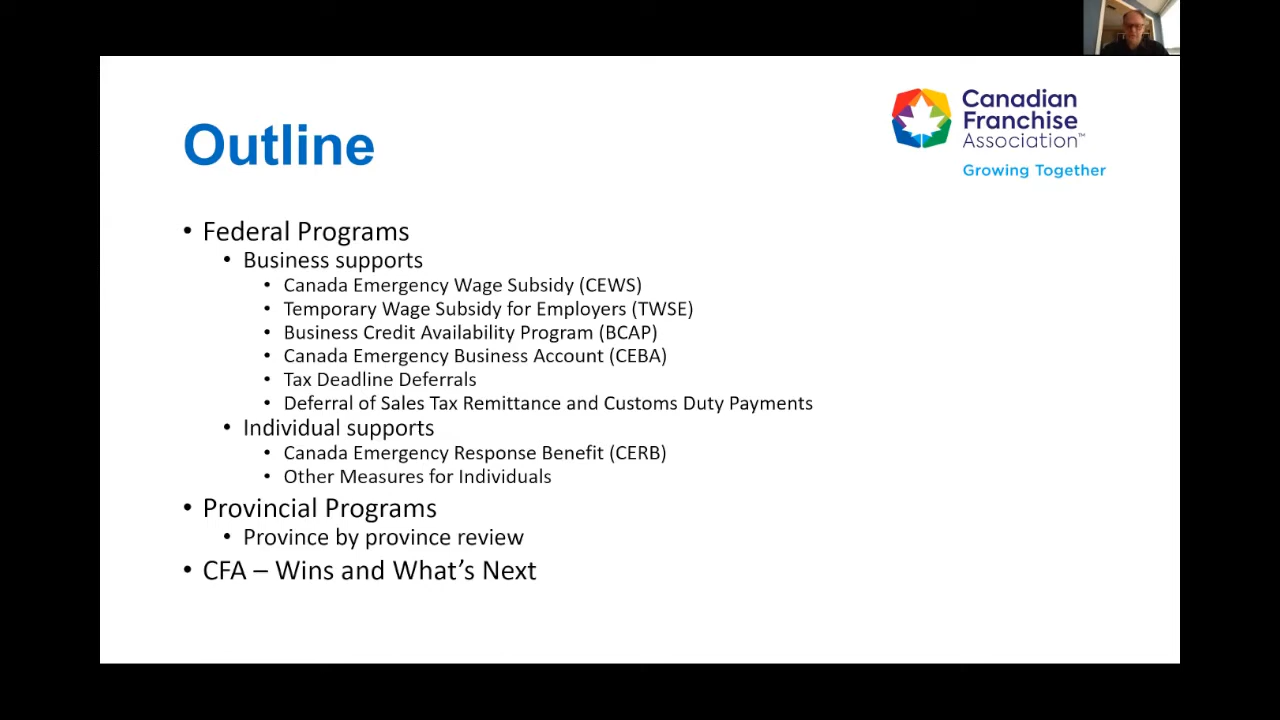 Outline
Canadian
Franchise
Association™
Growing Together
• Federal Programs
• Business supports
• Canada Emergency Wage Subsidy (CEWS)
• Temporary Wage Subsidy for Employers (TWSE)
• Business Credit Availability Program (BCAP)
• Canada Emergency Business Account (CEBA)
• Tax Deadline Deferrals
• Deferral of Sales Tax Remittance and Customs Duty Payments
• Individual supports
• Canada Emergency Response Benefit (CERB)
• Other Measures for Individuals
• Provincial Programs
• Province by province review
• CFA – Wins and What’s Next